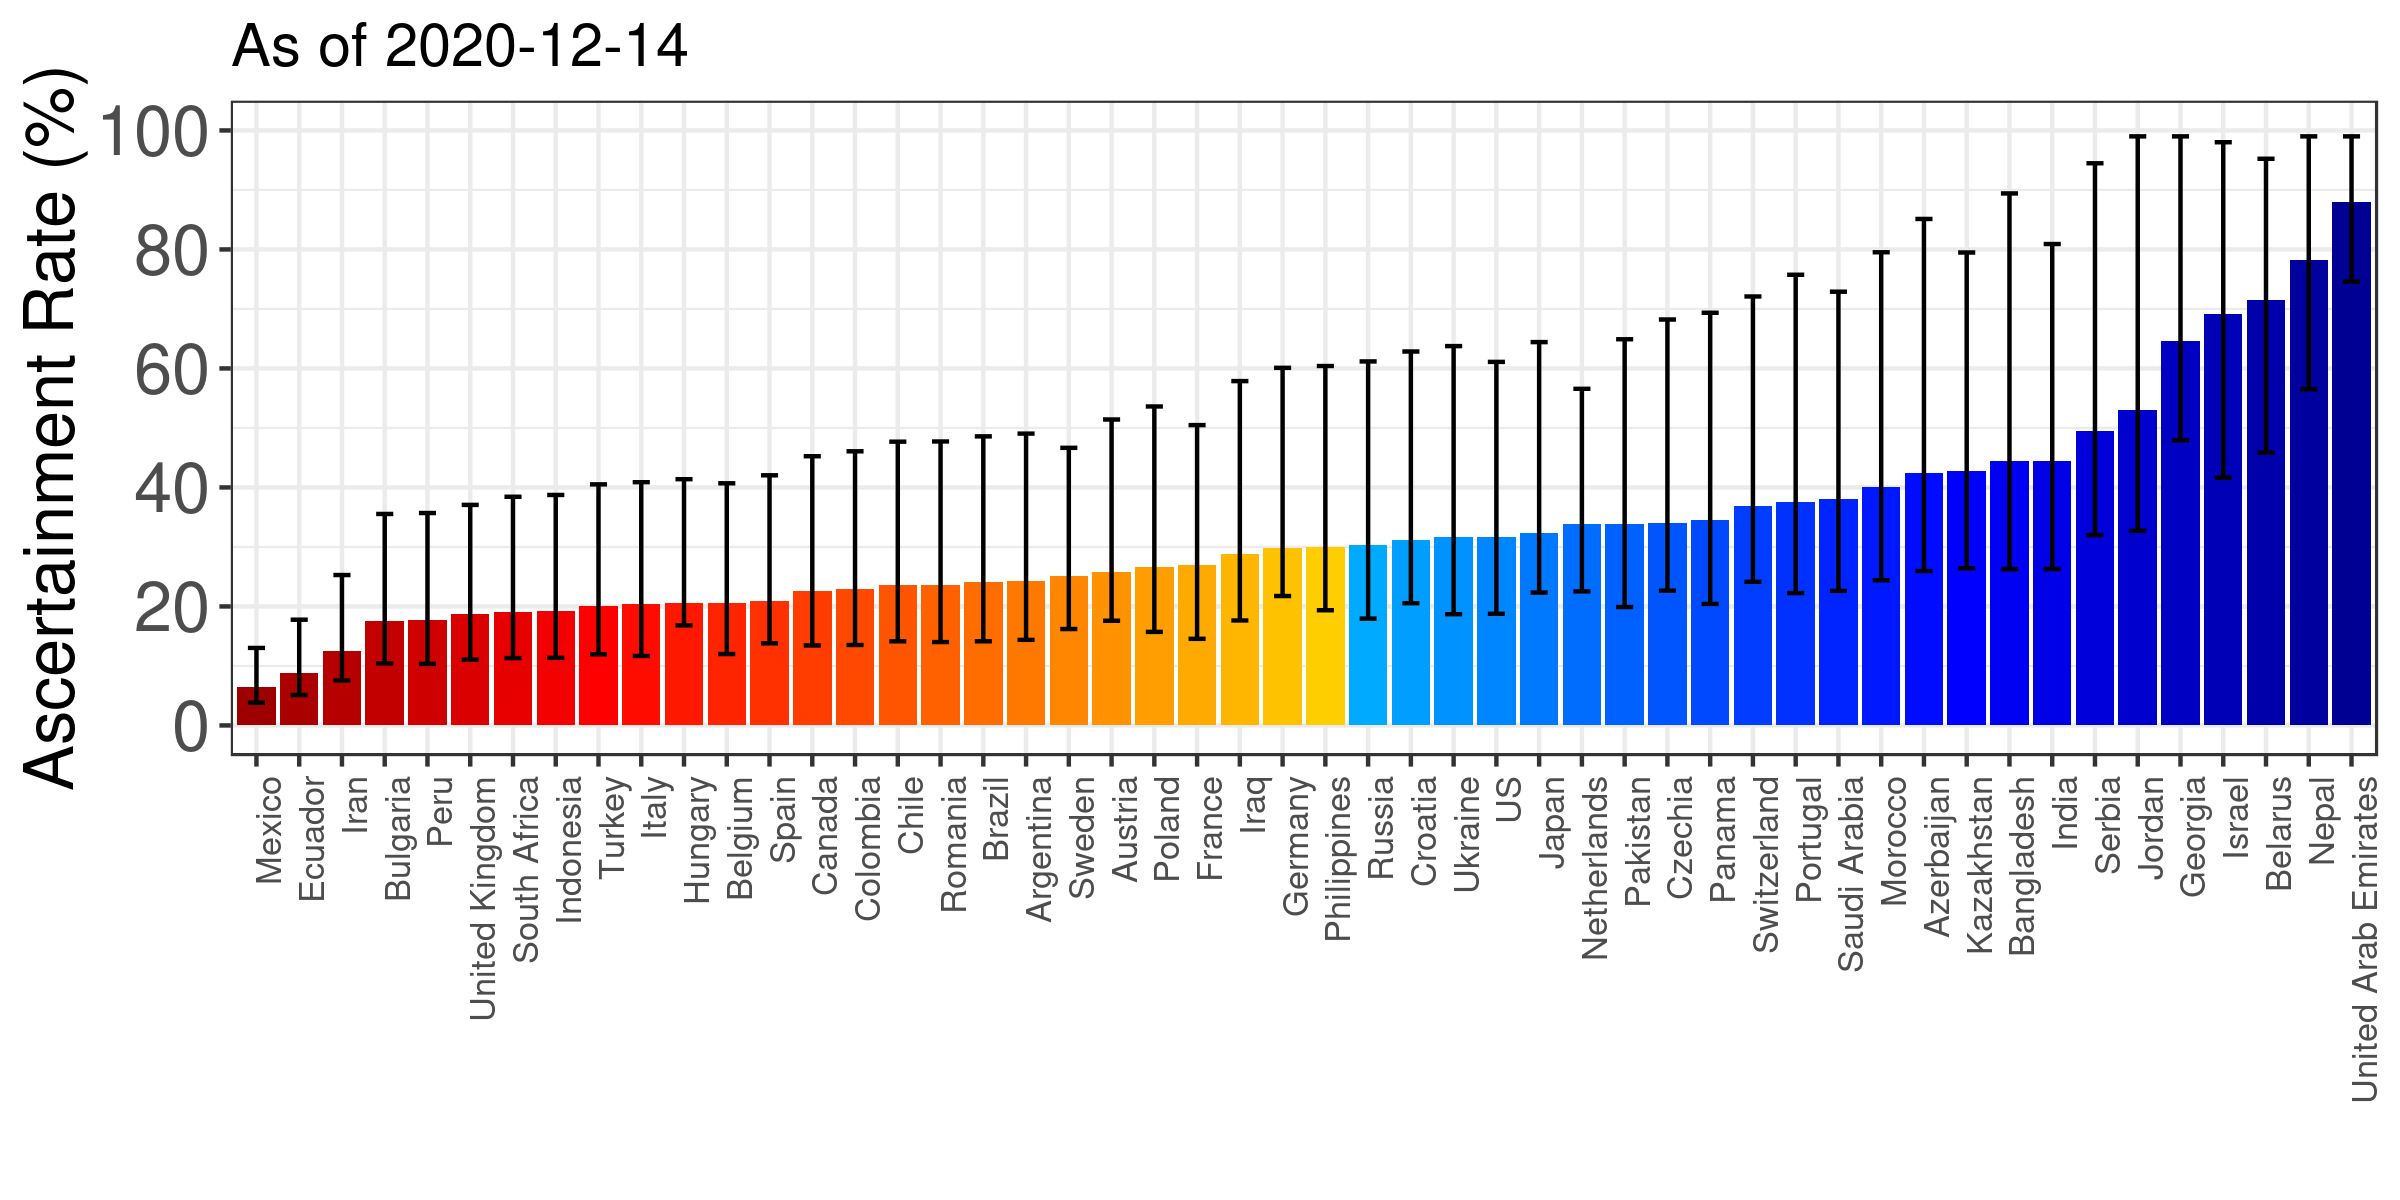 As of 2020-12-14
Ascertainment Rate (%)
100
80
60
40
20
0
Mexico
Ecuador
Iran
Bulgaria
Peru
United Kingdom
South Africa
Indonesia
Turkey
Italy
Hungary
Belgium
Spain
Canada
Colombia
Chile
Romania
Brazil
Argentina
Sweden
Austria
Poland
France
Iraq
Germany
Philippines
Russia
Croatia
Ukraine
US
Japan
Netherlands
Pakistan
Czechia
Panama
Switzerland
Portugal
Saudi Arabia
Morocco
Azerbaijan
Kazakhstan
Bangladesh
India
Serbia
Jordan
Georgia
Israel
Belarus
Nepal
United Arab Emirates